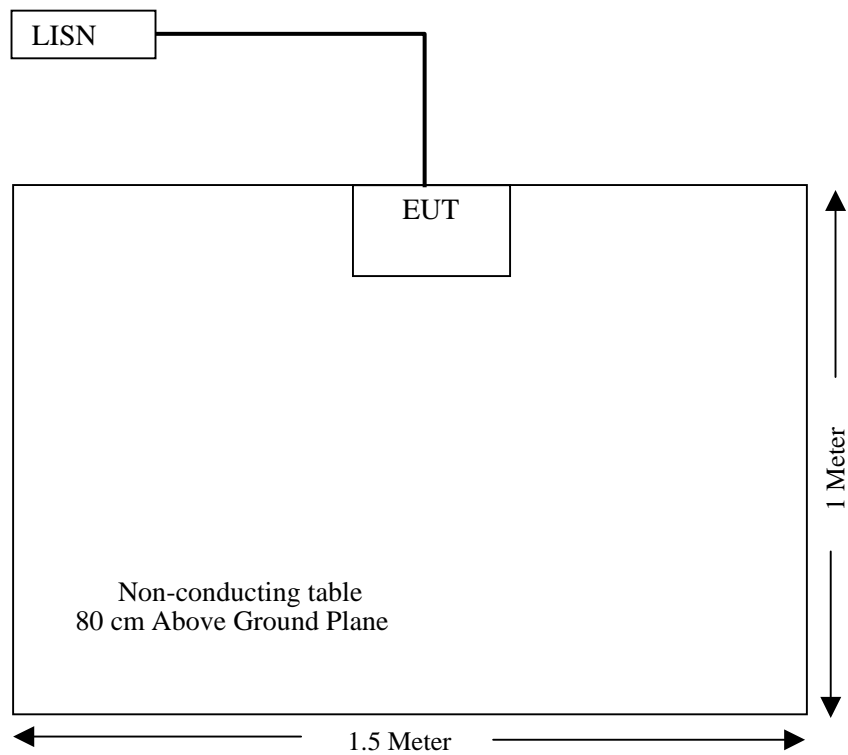 LISN
EUT
1 Meter
Non-conducting table
80 cm Above Ground Plane
1.5 Meter